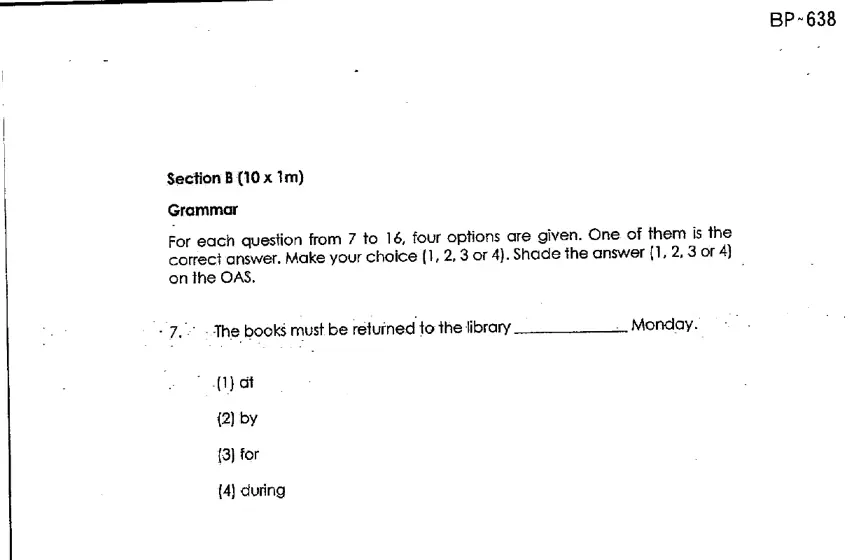 BP~638
Section B (10 x 1m)
Grammar
For each question from 7 to 16, four options are given. One of them is the
correct answer. Make your choice (1, 2, 3 or 4). Shade the answer (1, 2, 3 or 4)
on the OAS.
7. The books must be returned to the library ____________ Monday.
(1) at
(2) by
(3) for
(4) during